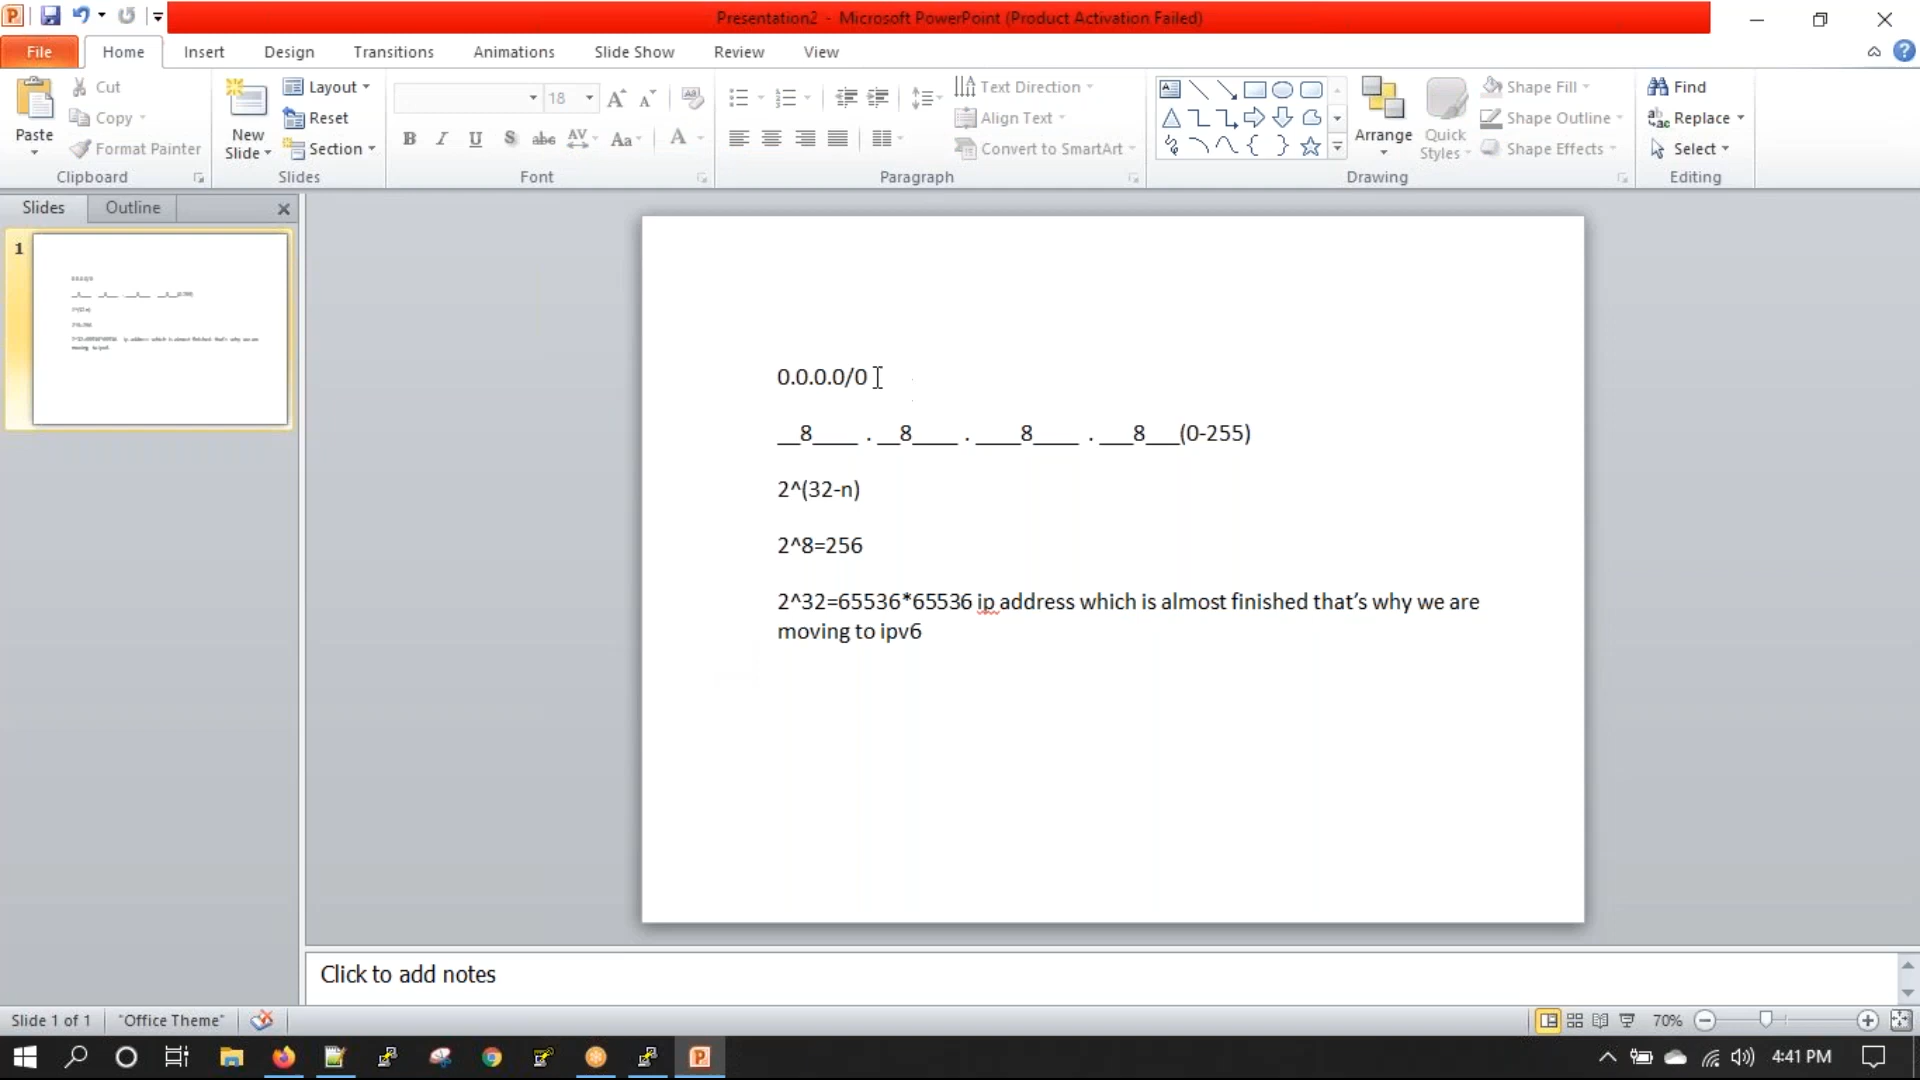 Presentation2 - Microsoft PowerPoint (Product Activation Failed)
File Home Insert Design Transitions Animations Slide Show Review View
Paste
Cut
Copy
Format Painter
Clipboard
New
Slide
Layout
Reset
Section
Slides
18
B I U S abc AV Aa A
Font
Text Direction
Align Text
Convert to SmartArt
Paragraph
Arrange
Quick
Styles
Shape Fill
Shape Outline
Shape Effects
Drawing
Find
Replace
Select
Editing
Slides Outline
1
0.0.0.0/0
__8____ . __8____ . ____8____ . ___8___(0-255)
2^(32-n)
2^8=256
2^32=65536*65536 ip address which is almost finished that’s why we are
moving to ipv6
Click to add notes
Slide 1 of 1 "Office Theme" 70%
4:41 PM